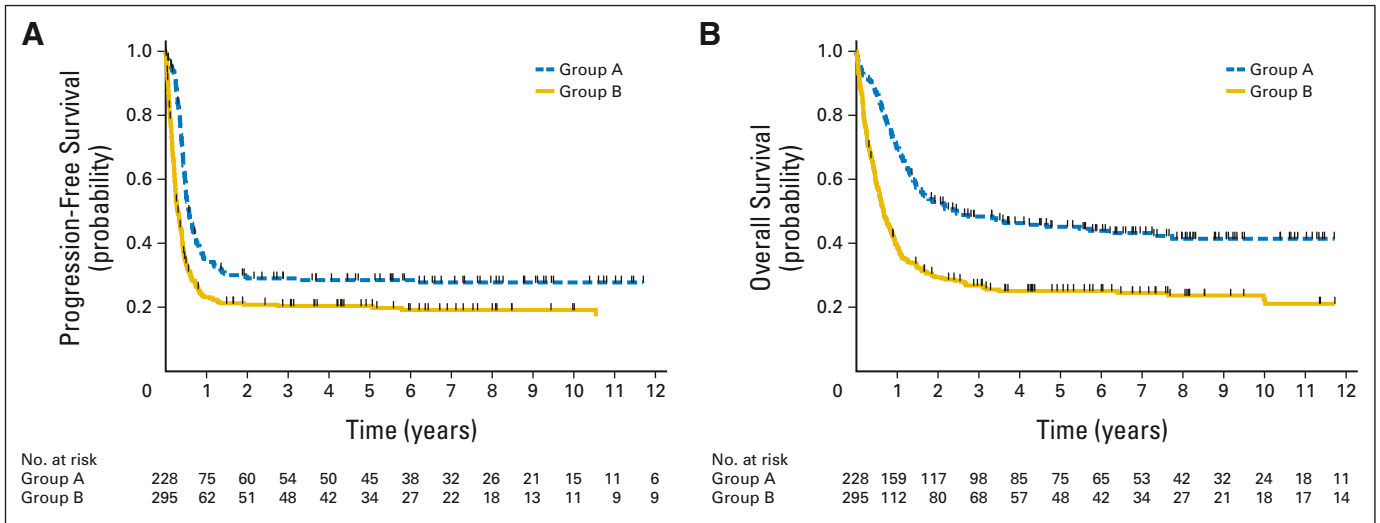 A
Progression-Free Survival
(probability)
1.0
0.8
0.6
0.4
0.2
Group A
Group B
0 1 2 3 4 5 6 7 8 9 10 11 12
Time (years)
No. at risk
Group A 228 75 60 54 50 45 38 32 26 21 15 11 6
Group B 295 62 51 48 42 34 27 22 18 13 11 9 9
B
Overall Survival
(probability)
1.0
0.8
0.6
0.4
0.2
Group A
Group B
0 1 2 3 4 5 6 7 8 9 10 11 12
Time (years)
No. at risk
Group A 228 159 117 98 85 75 65 53 42 32 24 18 11
Group B 295 112 80 68 57 48 42 34 27 21 18 17 14